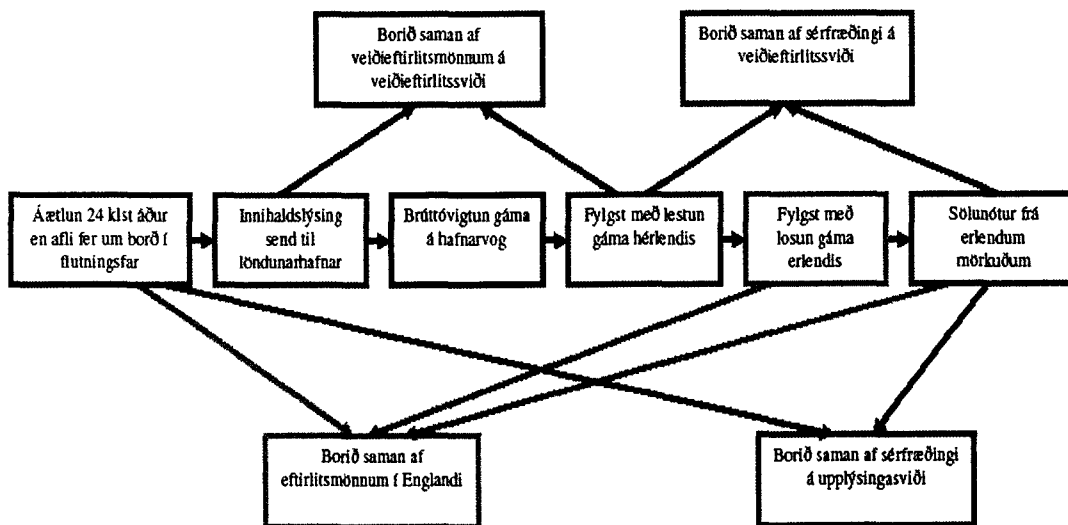 Borið saman af
veiðieftirlitsmönnum á
veiðieftirlitssviði
Borið saman af sérfræðingi á
veiðieftirlitssviði
Áætlun 24 klst áður
en afli fer um borð í
flutningsfar
Innihaldslýsing
send til
löndunarhafnar
Brúttóvigtun gáma
á hafnarvog
Fylgst með lestun
gáma hérlendis
Fylgst með
losun gáma
erlendis
Sölunótur frá
erlendum
mörkuðum
Borið saman af
eftirlitsmönnum í Englandi
Borið saman af sérfræðingi
á upplýsingasviði